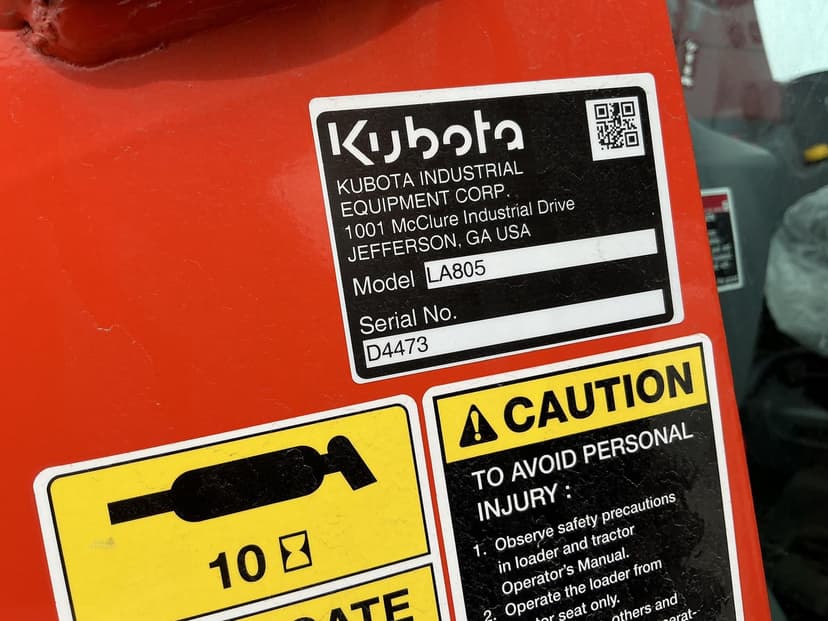 Kubota
KUBOTA INDUSTRIAL
EQUIPMENT CORP.
1001 McClure Industrial Drive
JEFFERSON, GA USA
Model LA805
Serial No.
D4473
CAUTION
TO AVOID PERSONAL
INJURY :
1. Observe safety precautions
in loader and tractor
Operator's Manual.
2. Operate the loader from
seat only.
others and
10